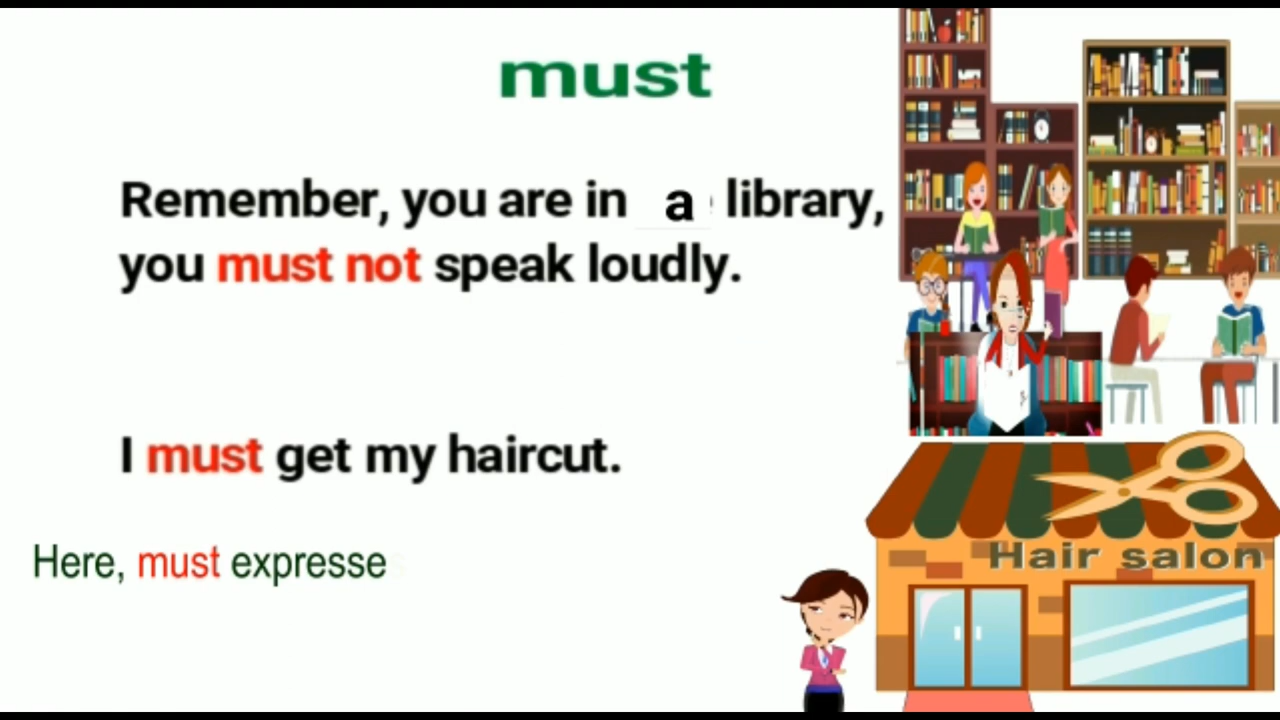 must
Remember, you are in a library,
you must not speak loudly.
I must get my haircut.
Here, must expresse
Hair salon